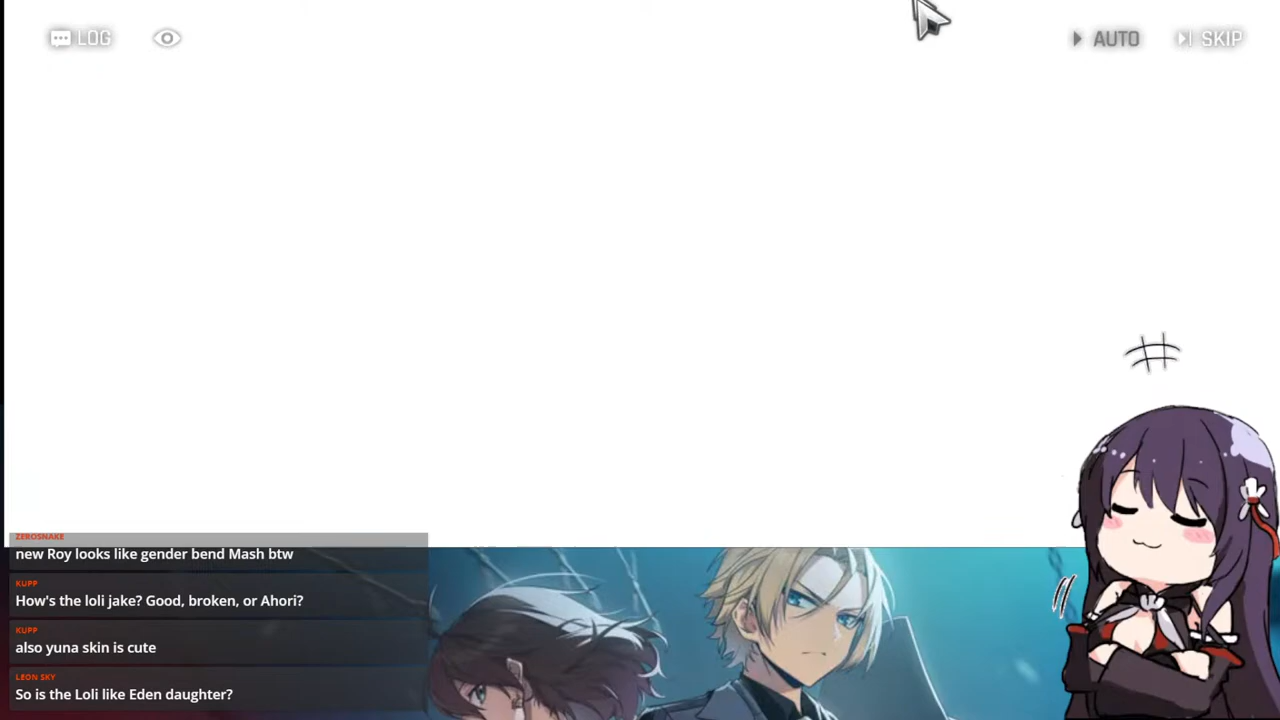 LOG
AUTO
SKIP
ZEROSNAKE
new Roy looks like gender bend Mash btw
KUPP
How's the loli jake? Good, broken, or Ahori?
KUPP
also yuna skin is cute
LEON SKY
So is the Loli like Eden daughter?